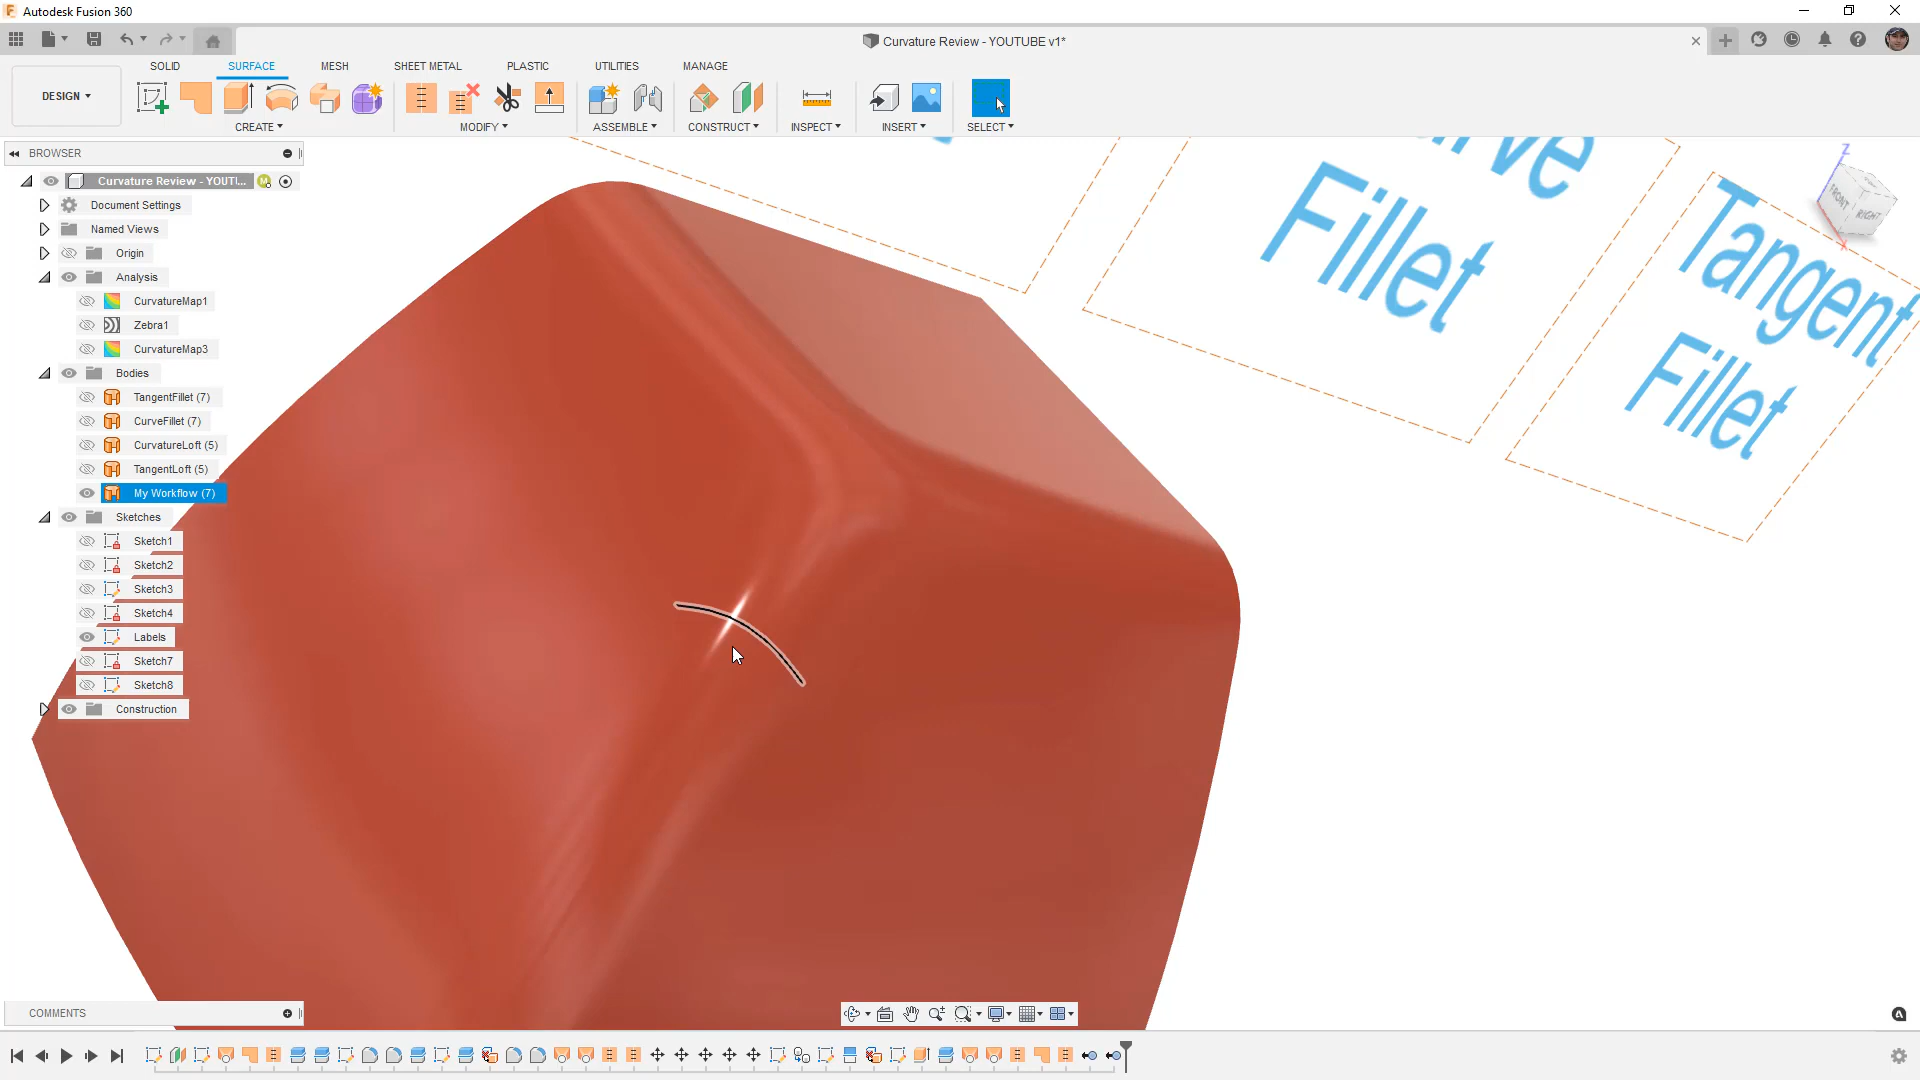 Autodesk Fusion 360
Curvature Review - YOUTUBE v1*
SOLID
SURFACE
MESH
SHEET METAL
PLASTIC
UTILITIES
MANAGE
DESIGN
CREATE
MODIFY
ASSEMBLE
CONSTRUCT
INSPECT
INSERT
SELECT
BROWSER
Curvature Review - YOUTI...
Document Settings
Named Views
Origin
Analysis
CurvatureMap1
Zebra1
CurvatureMap3
Bodies
TangentFillet (7)
CurveFillet (7)
CurvatureLoft (5)
TangentLoft (5)
My Workflow (7)
Sketches
Sketch1
Sketch2
Sketch3
Sketch4
Labels
Sketch7
Sketch8
Construction
Fillet
Tangent
Fillet
Z
FRONT
RIGHT
X
COMMENTS